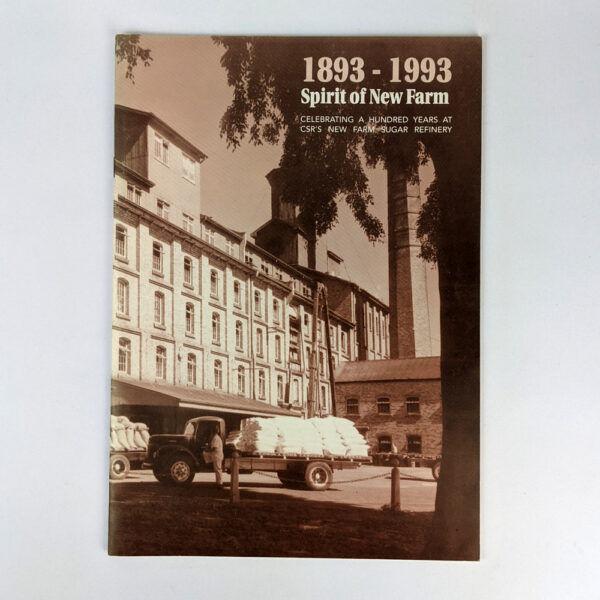 1893 - 1993
Spirit of New Farm
CELEBRATING A HUNDRED YEARS AT
CSR'S NEW FARM SUGAR REFINERY